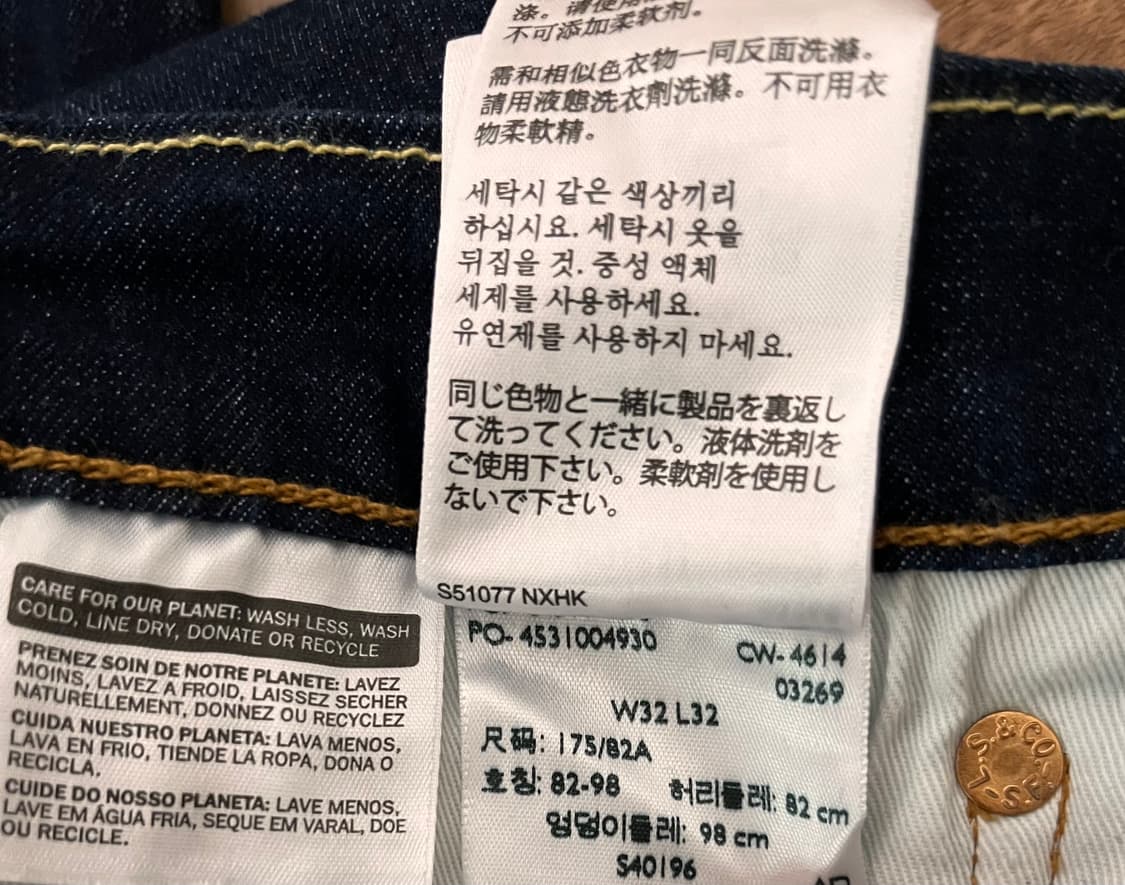 涤。请使用
不可添加柔软剂。
需和相似色衣物一同反面洗滌。
請用液態洗衣劑洗滌。不可用衣
物柔軟精。
세탁시 같은 색상끼리
하십시요. 세탁시 옷을
뒤집을 것. 중성 액체
세제를 사용하세요.
유연제를 사용하지 마세요.
同じ色物と一緒に製品を裏返し
て洗ってください。液体洗剤を
ご使用下さい。柔軟剤を使用し
ないで下さい。
S51077 NXHK
CARE FOR OUR PLANET: WASH LESS, WASH
COLD, LINE DRY, DONATE OR RECYCLE
PRENEZ SOIN DE NOTRE PLANETE: LAVEZ
MOINS, LAVEZ A FROID, LAISSEZ SECHER
NATURELLEMENT, DONNEZ OU RECYCLEZ
CUIDA NUESTRO PLANETA: LAVA MENOS,
LAVA EN FRIO, TIENDE LA ROPA, DONA O
RECICLA,
CUIDE DO NOSSO PLANETA: LAVE MENOS,
LAVE EM ÁGUA FRIA, SEQUE EM VARAL, DOE
OU RECICLE.
PO- 4531004930
CW- 4614
03269
W32 L32
尺码: 175/82A
호칭: 82-98 허리둘레: 82 cm
엉덩이둘레: 98 cm
S40196
L.S.&CO. S.F.